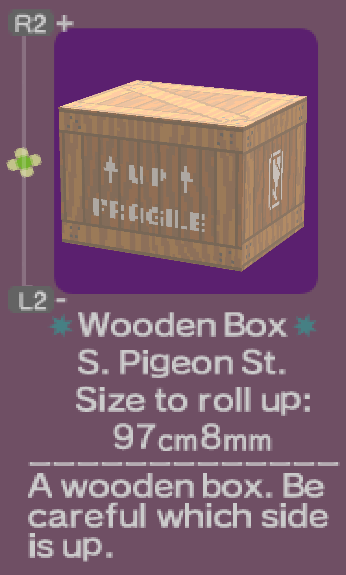 R2 +
↑ UP ↑
FRAGILE
L2 -
Wooden Box
S. Pigeon St.
Size to roll up:
97cm8mm
A wooden box. Be
careful which side
is up.